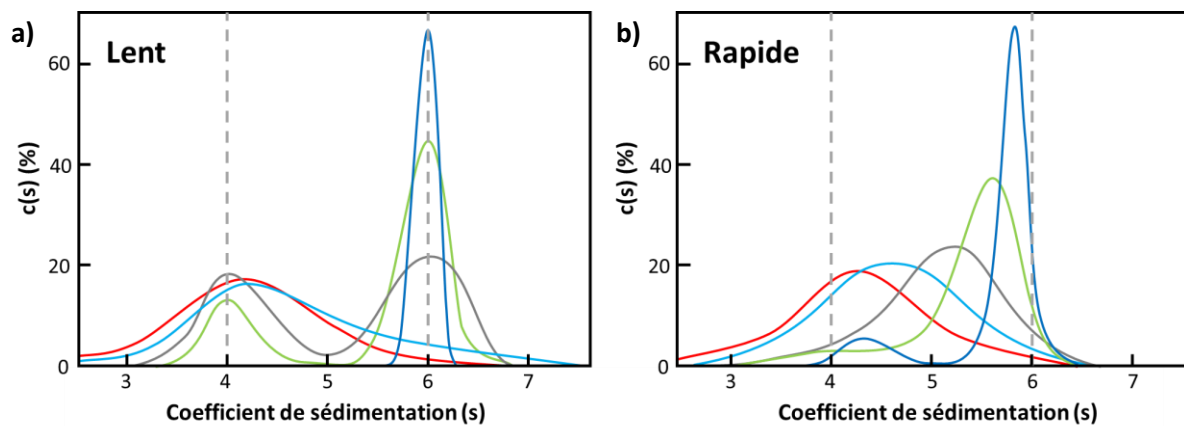 a)
Lent
60
40
20
0
c(s) (%)
3 4 5 6 7
Coefficient de sédimentation (s)
b)
Rapide
60
40
20
0
c(s) (%)
3 4 5 6 7
Coefficient de sédimentation (s)